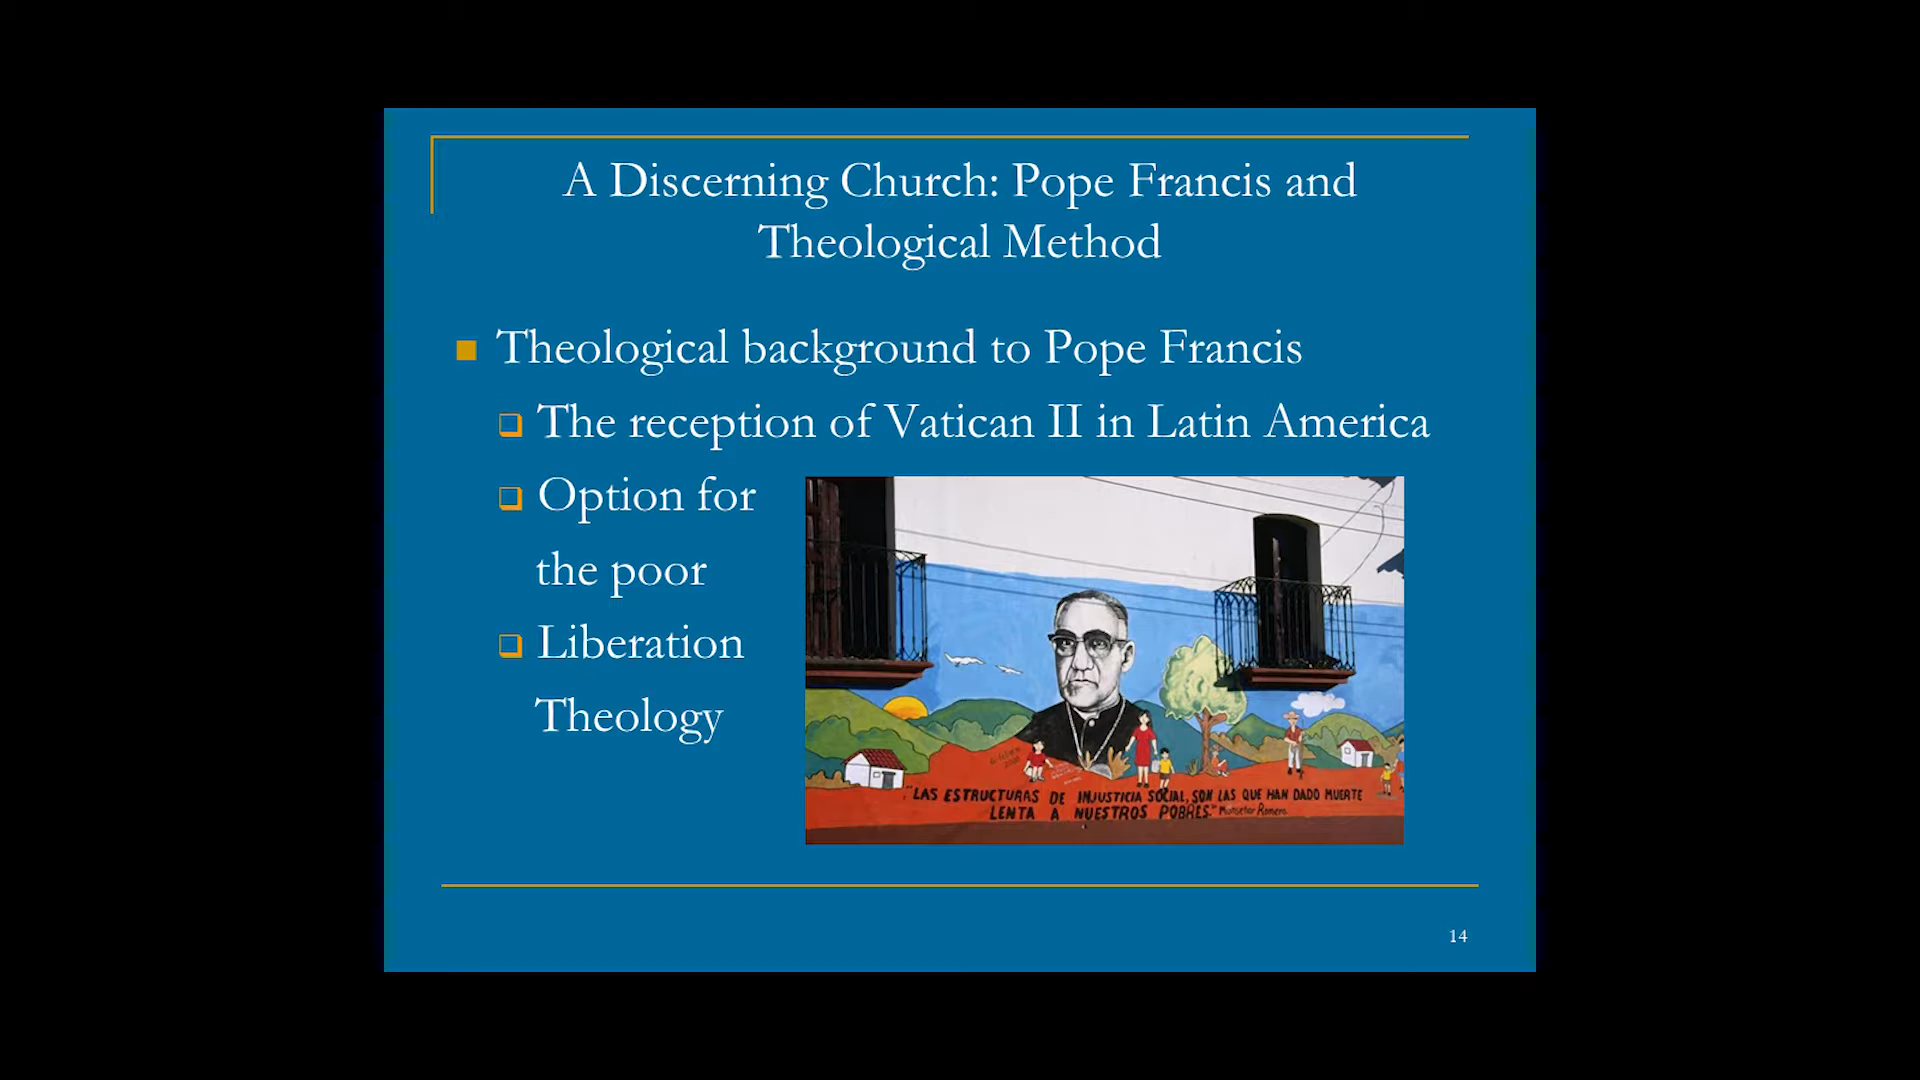 A Discerning Church: Pope Francis and
Theological Method
Theological background to Pope Francis
The reception of Vatican II in Latin America
Option for
the poor
Liberation
Theology
"LAS ESTRUCTURAS DE INJUSTICIA SOCIAL, SON LAS QUE HAN DADO MUERTE
LENTA A NUESTROS POBRES." Monseñor Romero
14